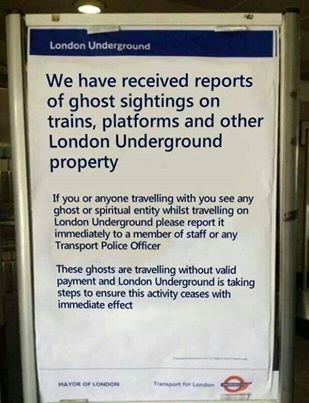 London Underground
We have received reports
of ghost sightings on
trains, platforms and other
London Underground
property
If you or anyone travelling with you see any
ghost or spiritual entity whilst travelling on
London Underground please report it
immediately to a member of staff or any
Transport Police Officer
These ghosts are travelling without valid
payment and London Underground is taking
steps to ensure this activity ceases with
immediate effect
MAYOR OF LONDON
Transport for London